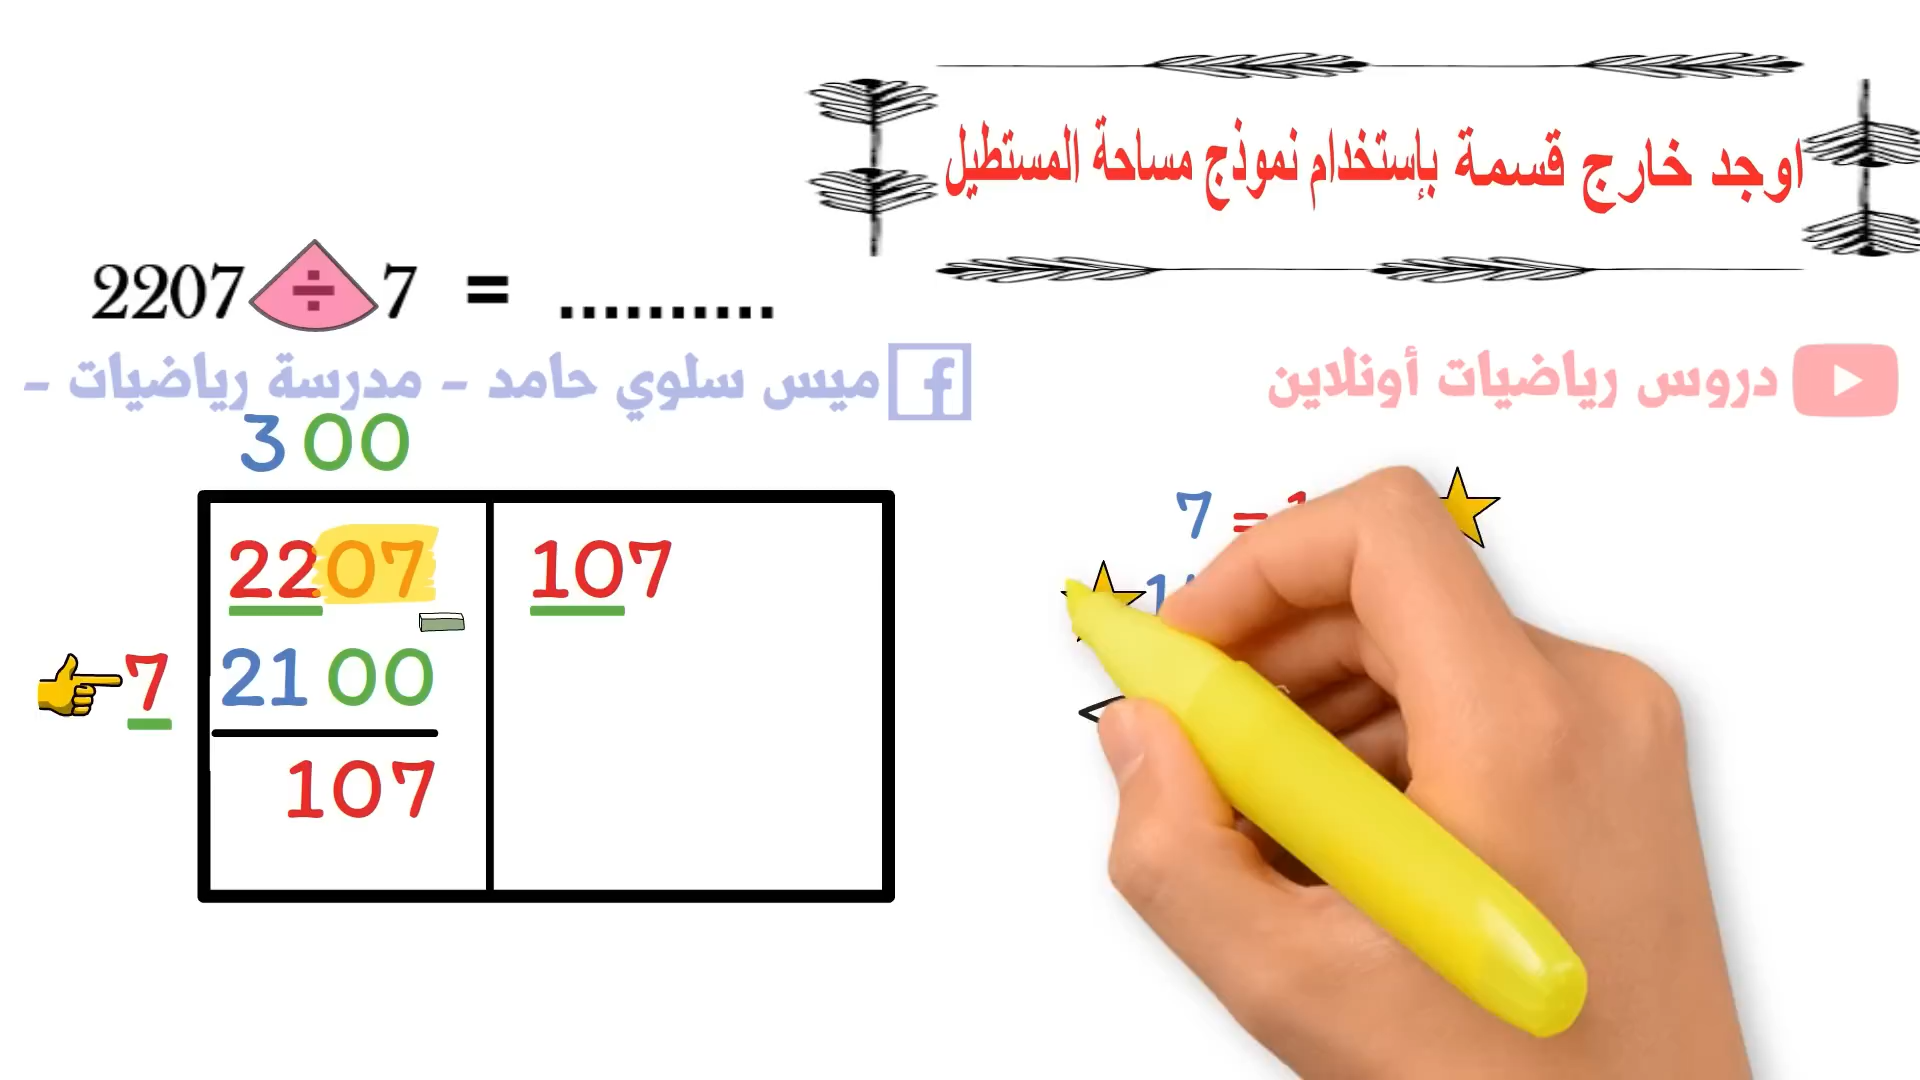 اوجد خارج قسمة بإستخدام نموذج مساحة المستطيل
2207 ÷ 7 = ..........
ميس سلوي حامد - مدرسة رياضيات -
دروس رياضيات أونلاين
300
2207
107
7
2100
107
7 =